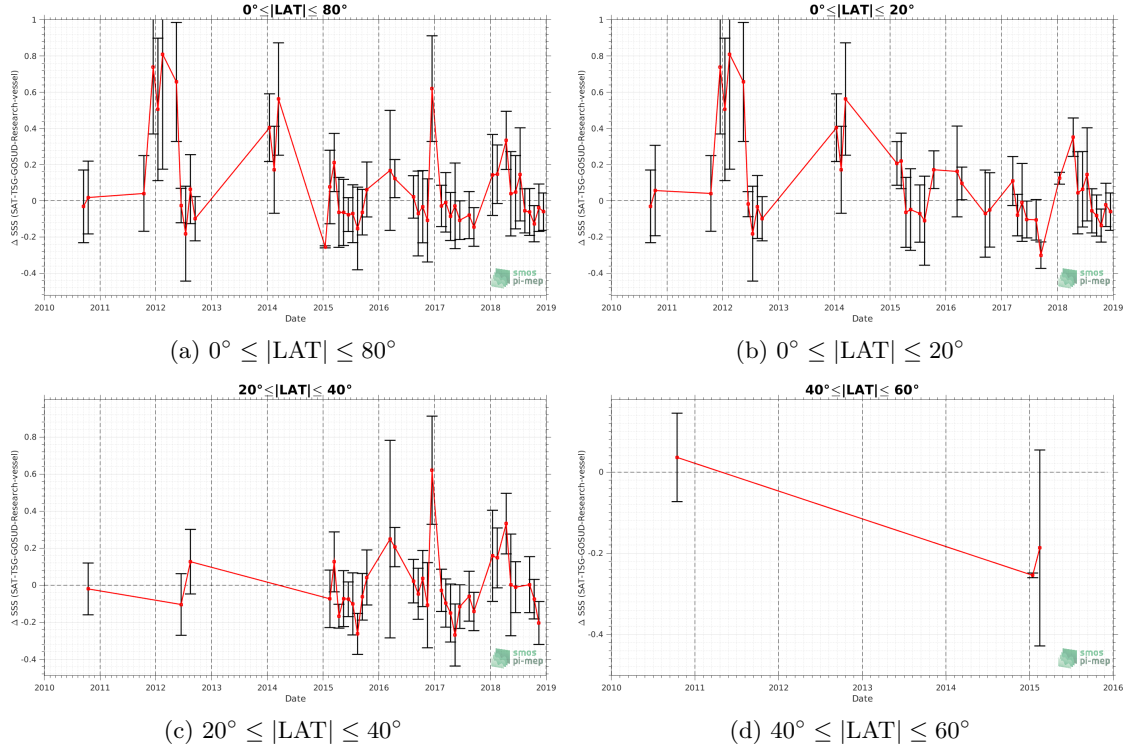 0°≤|LAT|≤ 80°
Δ SSS (SAT-TSG-GOSUD-Research-vessel)
1
0.8
0.6
0.4
0.2
0
-0.2
-0.4
smos
pi-mep
2010 2011 2012 2013 2014 2015 2016 2017 2018 2019
Date
(a) 0° ≤ |LAT| ≤ 80°
0°≤|LAT|≤ 20°
Δ SSS (SAT-TSG-GOSUD-Research-vessel)
1
0.8
0.6
0.4
0.2
0
-0.2
-0.4
smos
pi-mep
2010 2011 2012 2013 2014 2015 2016 2017 2018 2019
Date
(b) 0° ≤ |LAT| ≤ 20°
20°≤|LAT|≤ 40°
Δ SSS (SAT-TSG-GOSUD-Research-vessel)
0.8
0.6
0.4
0.2
0
-0.2
-0.4
smos
pi-mep
2010 2011 2012 2013 2014 2015 2016 2017 2018 2019
Date
(c) 20° ≤ |LAT| ≤ 40°
40°≤|LAT|≤ 60°
Δ SSS (SAT-TSG-GOSUD-Research-vessel)
0
-0.2
-0.4
smos
pi-mep
2010 2011 2012 2013 2014 2015 2016
Date
(d) 40° ≤ |LAT| ≤ 60°